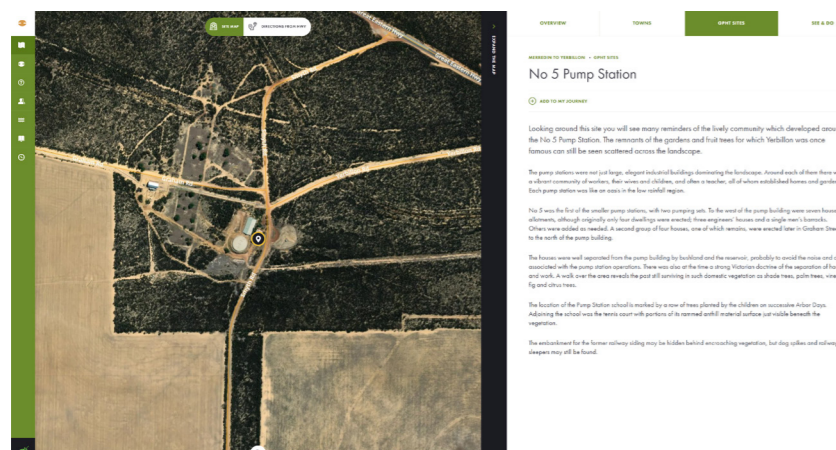 SITE MAP
DIRECTIONS FROM HWY
Great Eastern Hwy
Great Eastern Hwy
EXPAND THE MAP
OVERVIEW
TOWNS
GPHT SITES
SEE & DO
MERREDIN TO YERBILLON • GPHT SITES
No 5 Pump Station
ADD TO MY JOURNEY
Looking around this site you will see many reminders of the lively community which developed arou
the No 5 Pump Station. The remnants of the gardens and fruit trees for which Yerbillon was once
famous can still be seen scattered across the landscape.
The pump stations were not just large, elegant industrial buildings dominating the landscape. Around each of them there w
a vibrant community of workers, their wives and children, and often a teacher, all of whom established homes and garde
Each pump station was like an oasis in the low rainfall region.
No 5 was the first of the smaller pump stations, with two pumping sets. To the west of the pump building were seven hous
allotments, although originally only four dwellings were erected; three engineers' houses and a single men's barracks.
Others were added as needed. A second group of four houses, one of which remains, were erected later in Graham Stree
to the north of the pump building.
The houses were well separated from the pump building by bushland and the reservoir, probably to avoid the noise and
associated with the pump station operations. There was also at the time a strong Victorian doctrine of the separation of ho
and work. A walk over the area reveals the past still surviving in such domestic vegetation as shade trees, palm trees, vine
fig and citrus trees.
The location of the Pump Station school is marked by a row of trees planted by the children on successive Arbor Days.
Adjoining the school was the tennis court with portions of its rammed anthill material surface just visible beneath the
vegetation.
The embankment for the former railway siding may be hidden behind encroaching vegetation, but dog spikes and railway
sleepers may still be found.